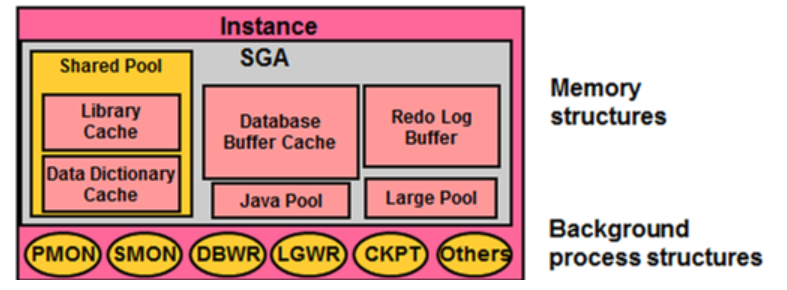 Instance
SGA
Shared Pool
Library
Cache
Data Dictionary
Cache
Database
Buffer Cache
Redo Log
Buffer
Java Pool
Large Pool
Memory
structures
PMON
SMON
DBWR
LGWR
CKPT
Others
Background
process structures